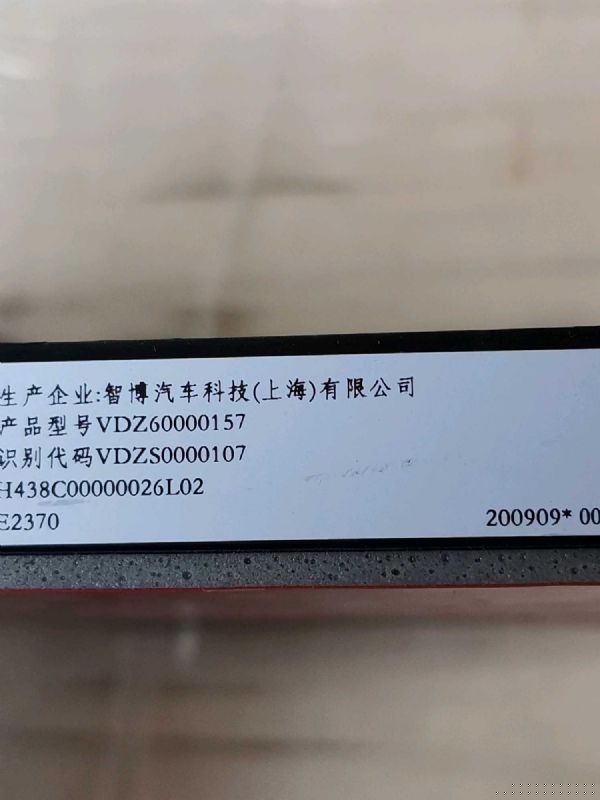 生产企业:智博汽车科技(上海)有限公司
产品型号VDZ60000157
识别代码VDZS0000107
H438C00000026L02
E2370
200909* 00